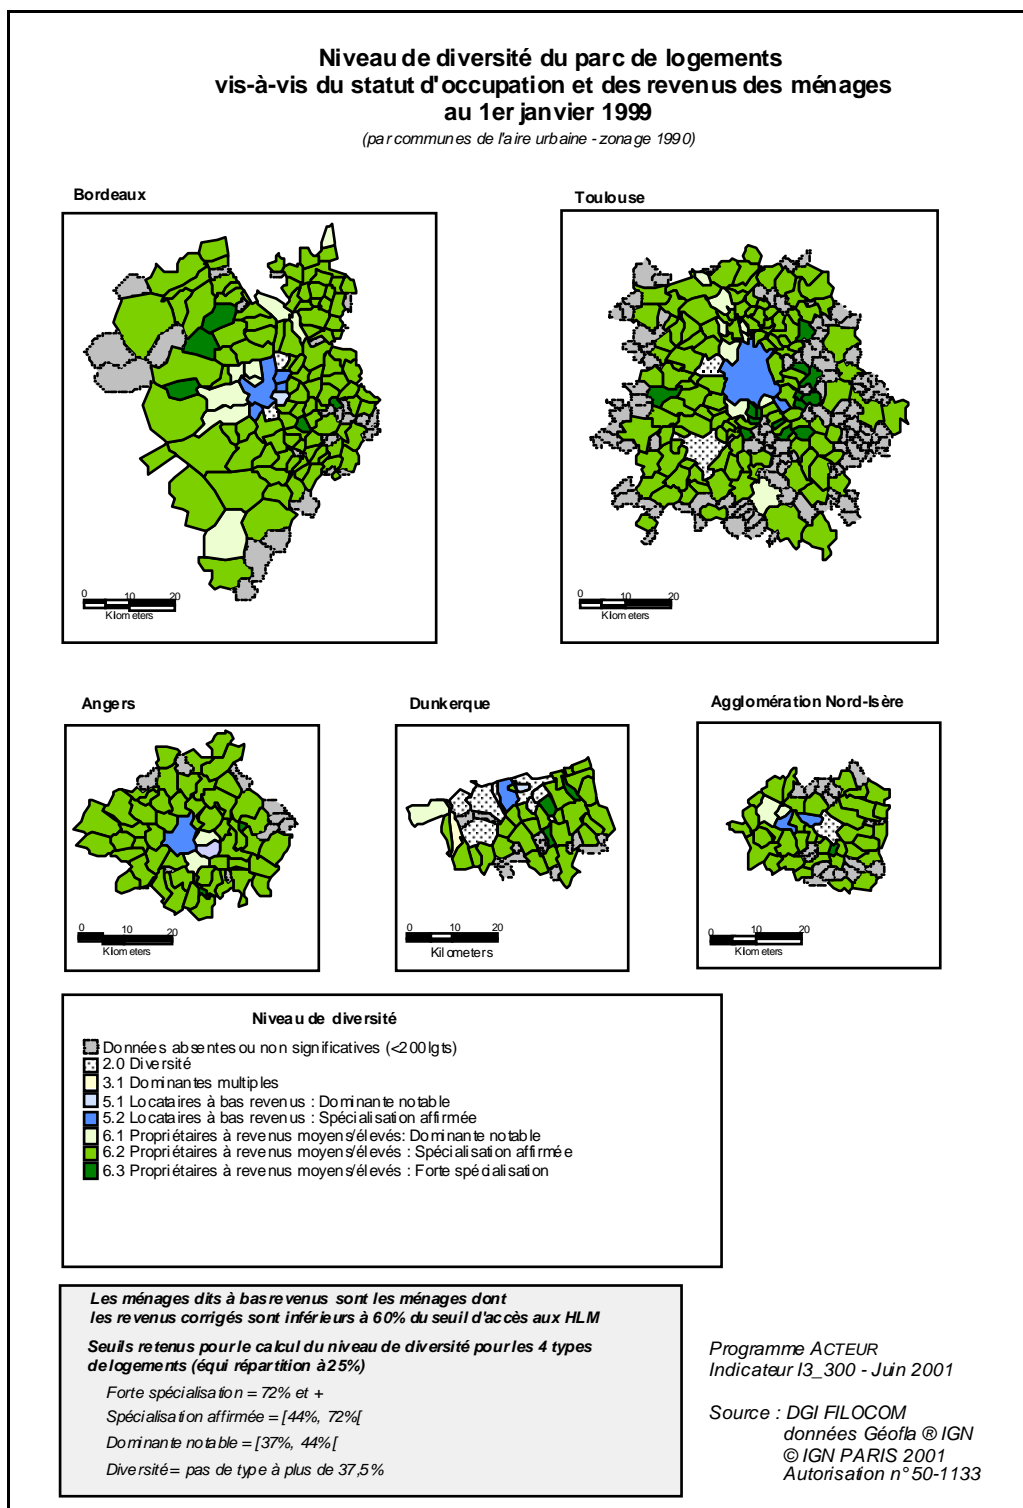 Niveau de diversité du parc de logements
vis-à-vis du statut d'occupation et des revenus des ménages
au 1er janvier 1999
(par communes de l'aire urbaine - zonage 1990)
Bordeaux
Toulouse
0 10 20
Kilometers
0 10 20
Kilometers
Angers
Dunkerque
Agglomération Nord-Isère
0 10 20
Kilometers
0 10 20
Kilometers
0 10 20
Kilometers
Niveau de diversité
Données absentes ou non significatives (<200 lgts)
2.0 Diversité
3.1 Dominantes multiples
5.1 Locataires à bas revenus : Dominante notable
5.2 Locataires à bas revenus : Spécialisation affirmée
6.1 Propriétaires à revenus moyens/élevés: Dominante notable
6.2 Propriétaires à revenus moyens/élevés : Spécialisation affirmée
6.3 Propriétaires à revenus moyens/élevés : Forte spécialisation
Les ménages dits à bas revenus sont les ménages dont
les revenus corrigés sont inférieurs à 60% du seuil d'accès aux HLM
Seuils retenus pour le calcul du niveau de diversité pour les 4 types
de logements (équi répartition à 25%)
Forte spécialisation = 72% et +
Spécialisation affirmée = [44%, 72%[
Dominante notable = [37%, 44%[
Diversité = pas de type à plus de 37,5%
Programme ACTEUR
Indicateur I3_300 - Juin 2001
Source : DGI FILOCOM
données Géofla ® IGN
© IGN PARIS 2001
Autorisation n° 50-1133